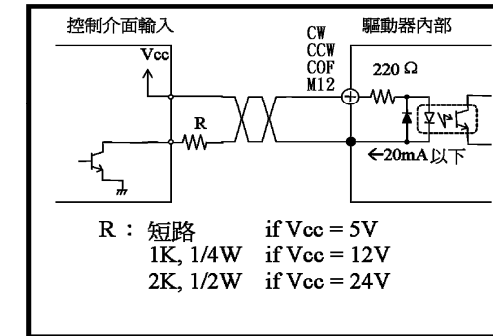 控制介面輸入
驅動器內部
Vcc
CW
CCW
COF
M12
220 Ω
R
←20mA 以下
R： 短路 if Vcc = 5V
1K, 1/4W if Vcc = 12V
2K, 1/2W if Vcc = 24V